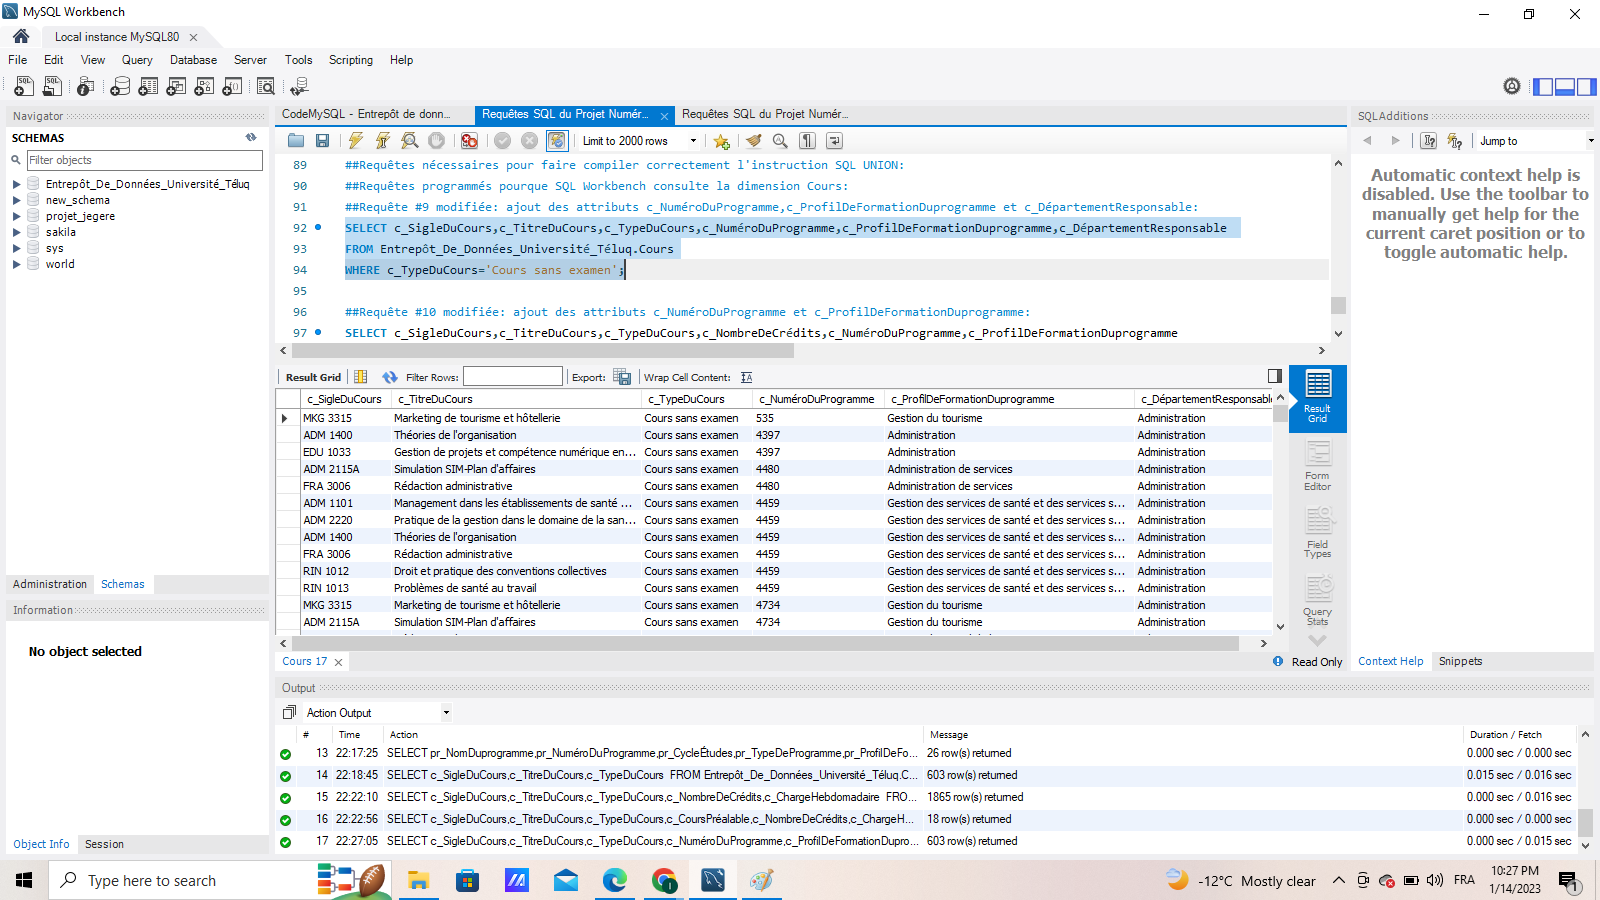 MySQL Workbench
Local instance MySQL80
File Edit View Query Database Server Tools Scripting Help
Navigator
SCHEMAS
Filter objects
Entrepôt_De_Données_Université_Téluq
new_schema
projet_jegere
sakila
sys
world
Administration Schemas
Information
No object selected
Object Info Session
CodeMySQL - Entrepôt de donn... Requêtes SQL du Projet Numér... Requêtes SQL du Projet Numér...
Limit to 2000 rows
89 ##Requêtes nécessaires pour faire compiler correctement l'instruction SQL UNION:
90 ##Requêtes programmés pourque SQL Workbench consulte la dimension Cours:
91 ##Requête #9 modifiée: ajout des attributs c_NuméroDuProgramme,c_ProfilDeFormationDuprogramme et c_DépartementResponsable:
92 SELECT c_SigleDuCours,c_TitreDuCours,c_TypeDuCours,c_NuméroDuProgramme,c_ProfilDeFormationDuprogramme,c_DépartementResponsable
93 FROM Entrepôt_De_Données_Université_Téluq.Cours
94 WHERE c_TypeDuCours='Cours sans examen';
95
96 ##Requête #10 modifiée: ajout des attributs c_NuméroDuProgramme et c_ProfilDeFormationDuprogramme:
97 SELECT c_SigleDuCours,c_TitreDuCours,c_TypeDuCours,c_NombreDeCrédits,c_NuméroDuProgramme,c_ProfilDeFormationDuprogramme
Result Grid Filter Rows: Export: Wrap Cell Content:
c_SigleDuCours c_TitreDuCours c_TypeDuCours c_NuméroDuProgramme c_ProfilDeFormationDuprogramme c_DépartementResponsable
MKG 3315 Marketing de tourisme et hôtellerie Cours sans examen 535 Gestion du tourisme Administration
ADM 1400 Théories de l'organisation Cours sans examen 4397 Administration Administration
EDU 1033 Gestion de projets et compétence numérique en... Cours sans examen 4397 Administration Administration
ADM 2115A Simulation SIM-Plan d'affaires Cours sans examen 4480 Administration de services Administration
FRA 3006 Rédaction administrative Cours sans examen 4480 Administration de services Administration
ADM 1101 Management dans les établissements de santé ... Cours sans examen 4459 Gestion des services de santé et des services s... Administration
ADM 2220 Pratique de la gestion dans le domaine de la san... Cours sans examen 4459 Gestion des services de santé et des services s... Administration
ADM 1400 Théories de l'organisation Cours sans examen 4459 Gestion des services de santé et des services s... Administration
FRA 3006 Rédaction administrative Cours sans examen 4459 Gestion des services de santé et des services s... Administration
RIN 1012 Droit et pratique des conventions collectives Cours sans examen 4459 Gestion des services de santé et des services s... Administration
RIN 1013 Problèmes de santé au travail Cours sans examen 4459 Gestion des services de santé et des services s... Administration
MKG 3315 Marketing de tourisme et hôtellerie Cours sans examen 4734 Gestion du tourisme Administration
ADM 2115A Simulation SIM-Plan d'affaires Cours sans examen 4734 Gestion du tourisme Administration
Result Grid
Form Editor
Field Types
Query Stats
Cours 17
Read Only
SQLAdditions
Jump to
Automatic context help is
disabled. Use the toolbar to
manually get help for the
current caret position or to
toggle automatic help.
Context Help Snippets
Output
Action Output
# Time Action Message Duration / Fetch
13 22:17:25 SELECT pr_NomDuprogramme,pr_NuméroDuProgramme,pr_CycleÉtudes,pr_TypeDeProgramme,pr_ProfilDeFo... 26 row(s) returned 0.000 sec / 0.000 sec
14 22:18:45 SELECT c_SigleDuCours,c_TitreDuCours,c_TypeDuCours FROM Entrepôt_De_Données_Université_Téluq.C... 603 row(s) returned 0.015 sec / 0.016 sec
15 22:22:10 SELECT c_SigleDuCours,c_TitreDuCours,c_TypeDuCours,c_NombreDeCrédits,c_ChargeHebdomadaire FRO... 1865 row(s) returned 0.000 sec / 0.016 sec
16 22:22:56 SELECT c_SigleDuCours,c_TitreDuCours,c_TypeDuCours,c_CoursPréalable,c_NombreDeCrédits,c_ChargeH... 18 row(s) returned 0.000 sec / 0.000 sec
17 22:27:05 SELECT c_SigleDuCours,c_TitreDuCours,c_TypeDuCours,c_NuméroDuProgramme,c_ProfilDeFormationDupro... 603 row(s) returned 0.000 sec / 0.015 sec
Type here to search
-12°C Mostly clear
FRA
10:27 PM
1/14/2023
1